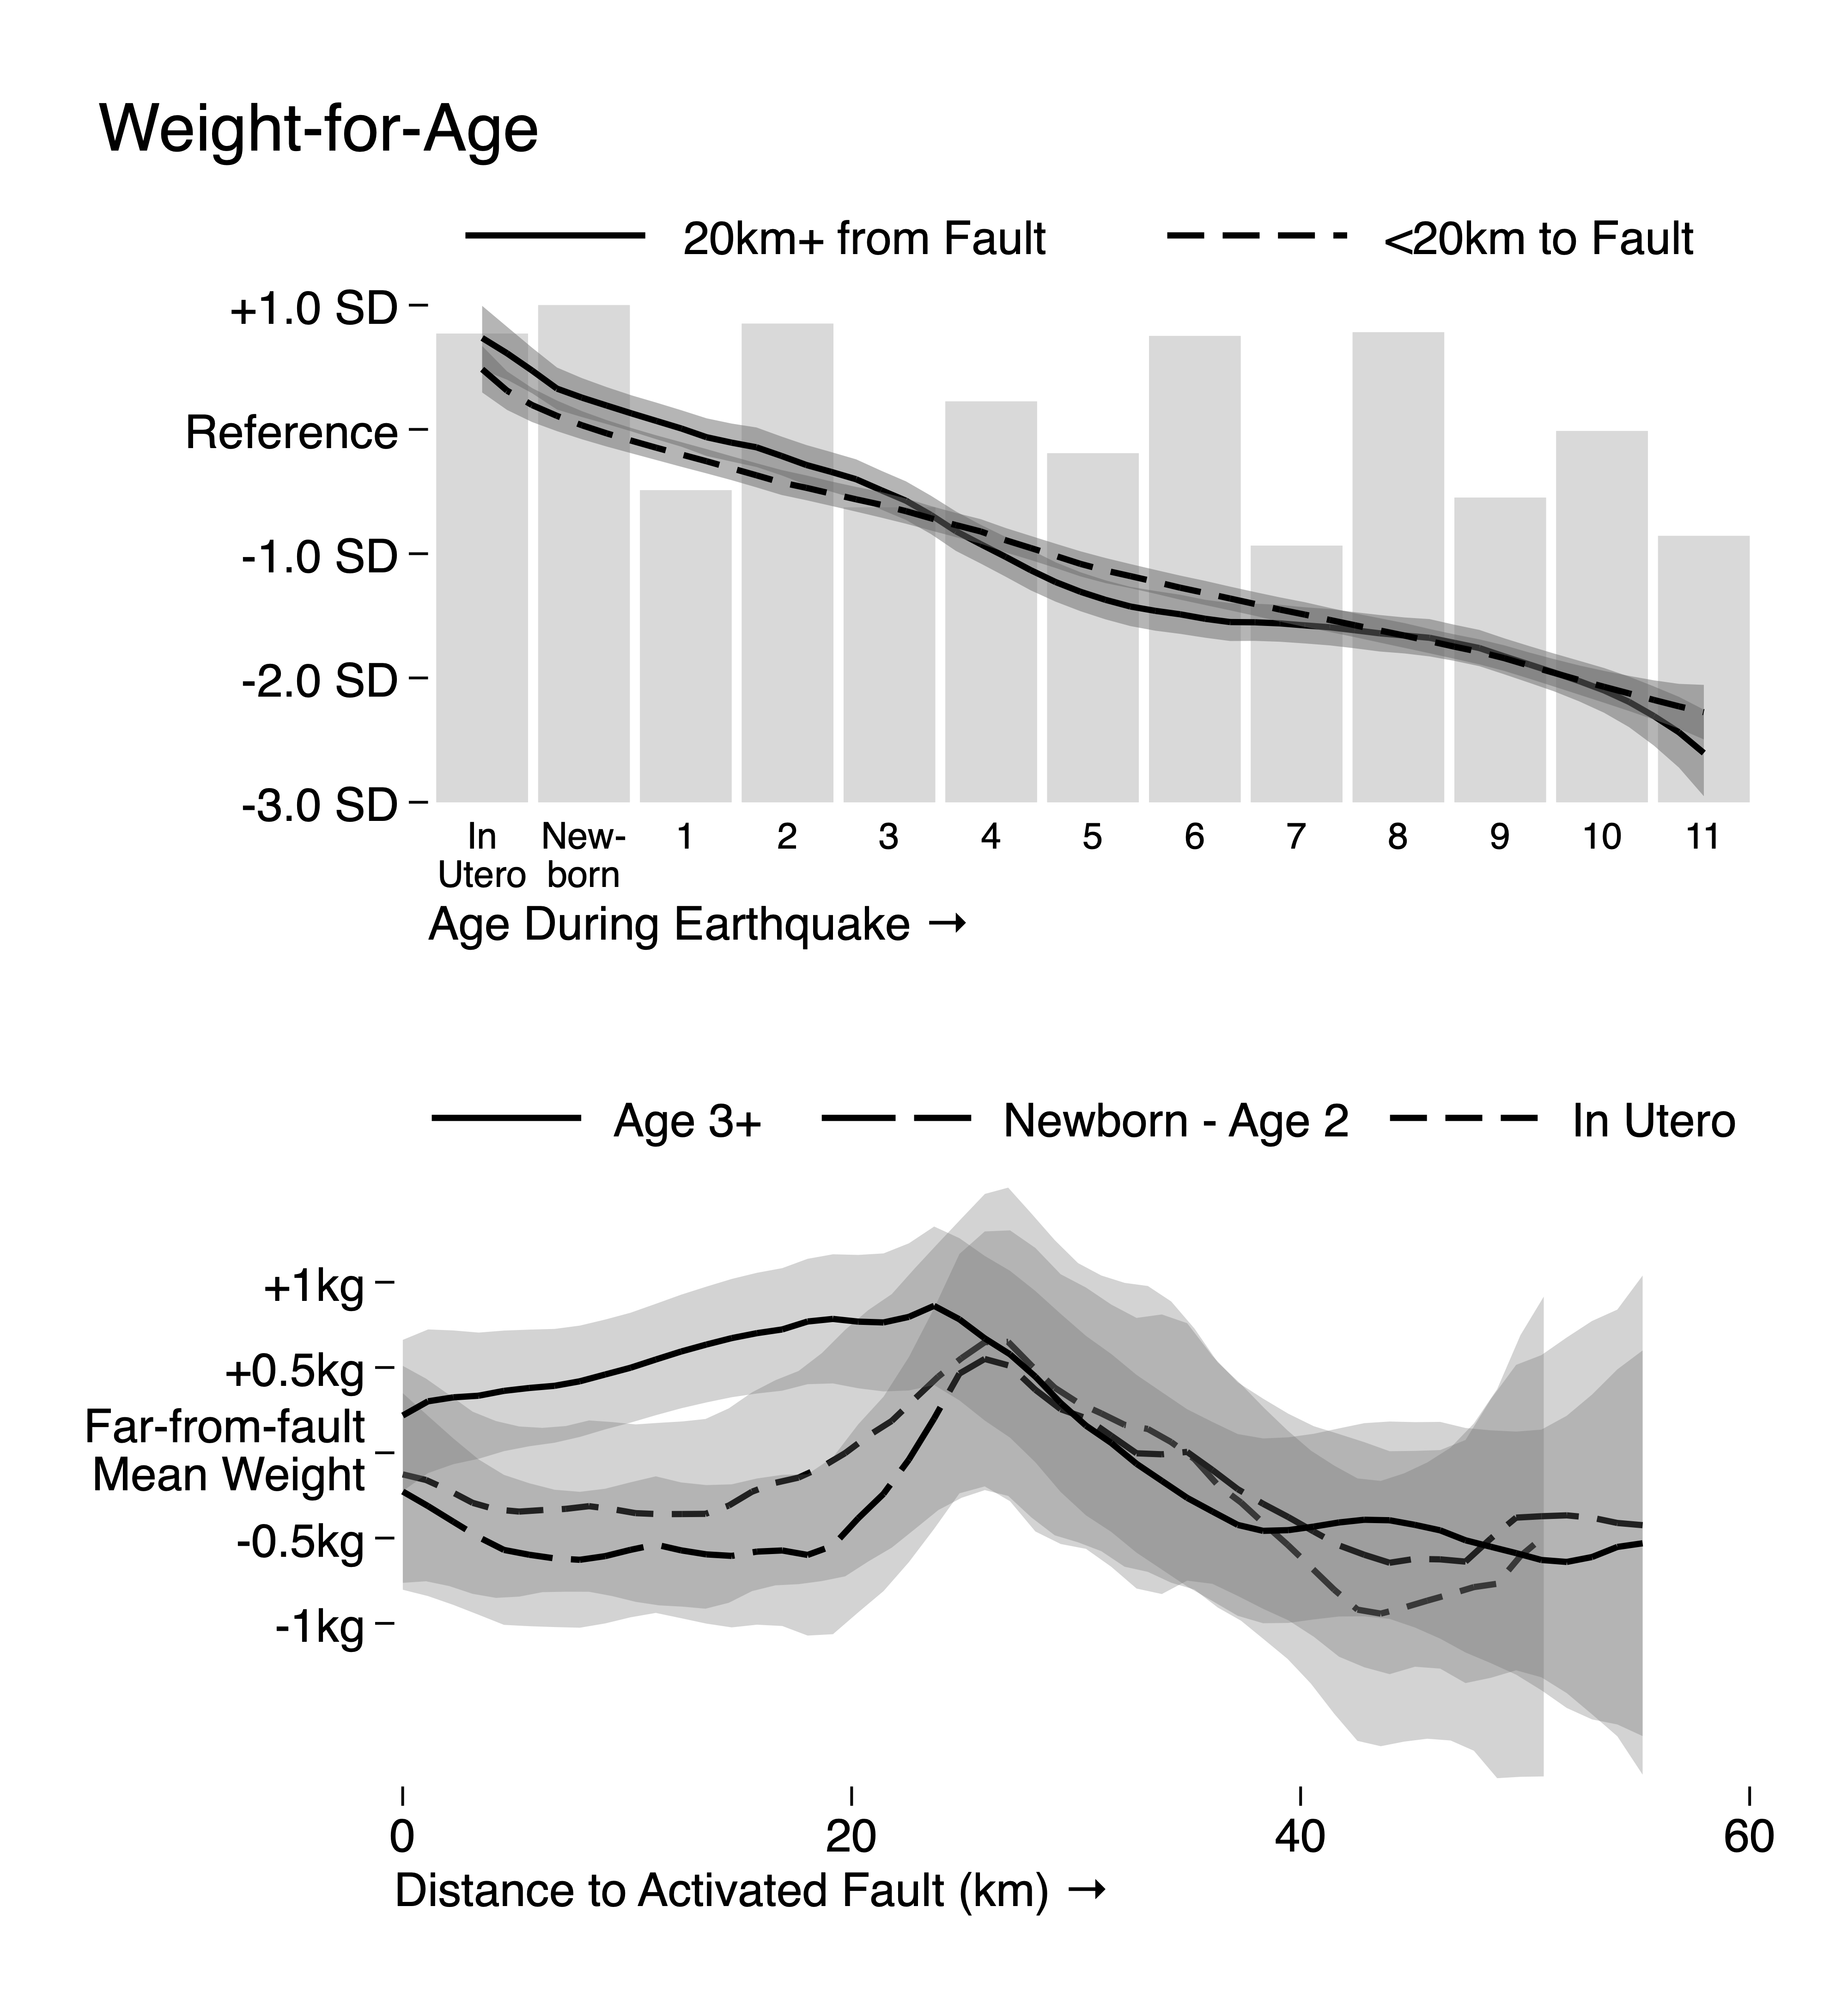 Weight-for-Age
20km+ from Fault <20km to Fault
+1.0 SD
Reference
-1.0 SD
-2.0 SD
-3.0 SD
In Utero New-born 1 2 3 4 5 6 7 8 9 10 11
Age During Earthquake →
Age 3+ Newborn - Age 2 In Utero
+1kg
+0.5kg
Far-from-fault
Mean Weight
-0.5kg
-1kg
0 20 40 60
Distance to Activated Fault (km) →